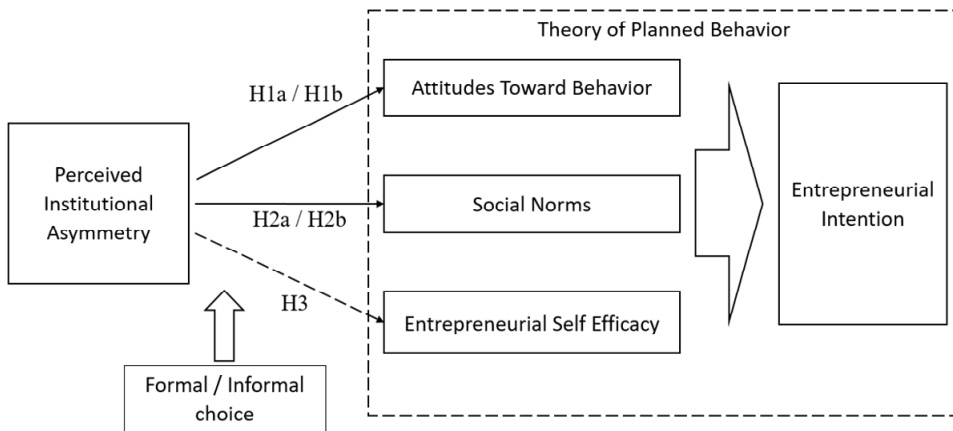 Theory of Planned Behavior
H1a / H1b
Attitudes Toward Behavior
Perceived
Institutional
Asymmetry
H2a / H2b
Social Norms
Entrepreneurial
Intention
H3
Entrepreneurial Self Efficacy
Formal / Informal
choice